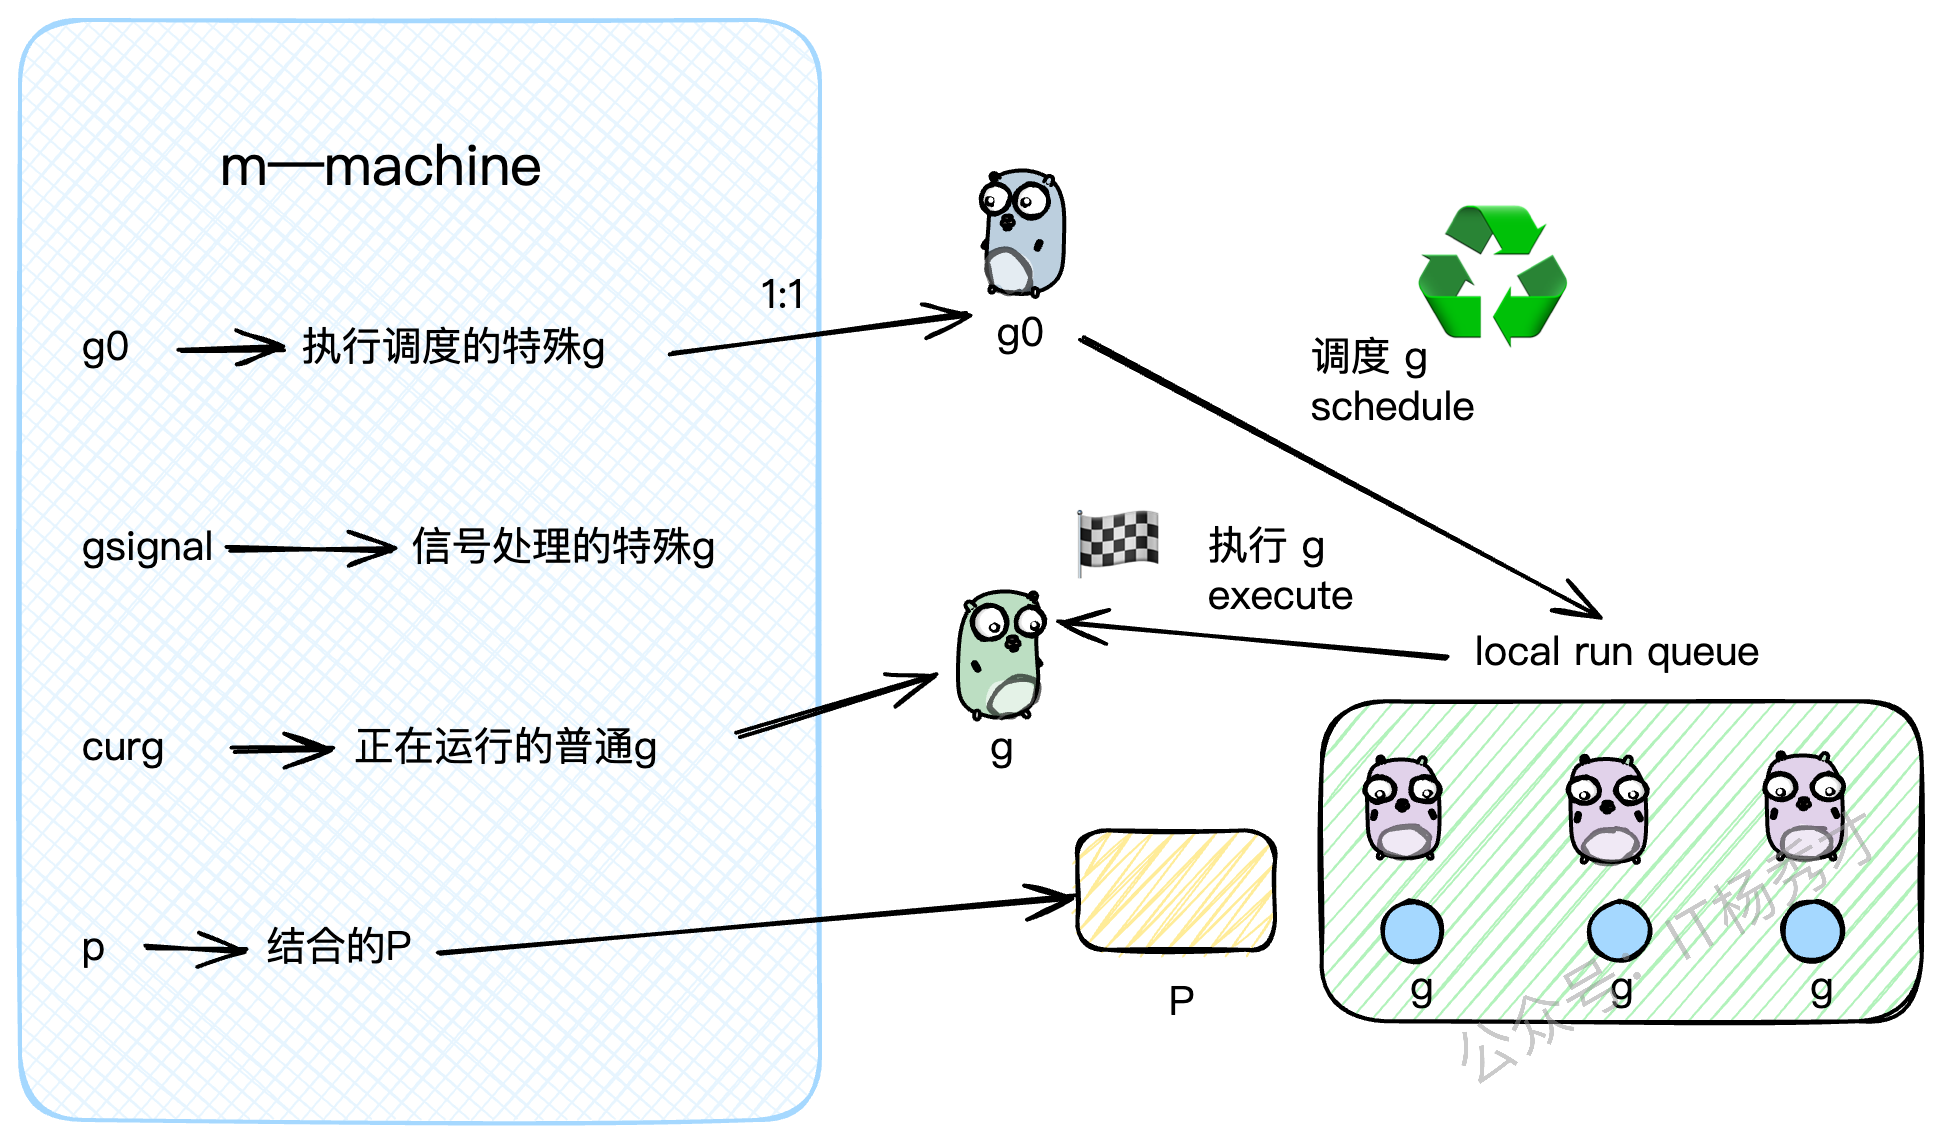 m—machine
1:1
g0
执行调度的特殊g
g0
调度 g
schedule
gsignal
信号处理的特殊g
执行 g
execute
local run queue
curg
正在运行的普通g
g
p
结合的P
P
g
g
g
公众号：IT杨秀才